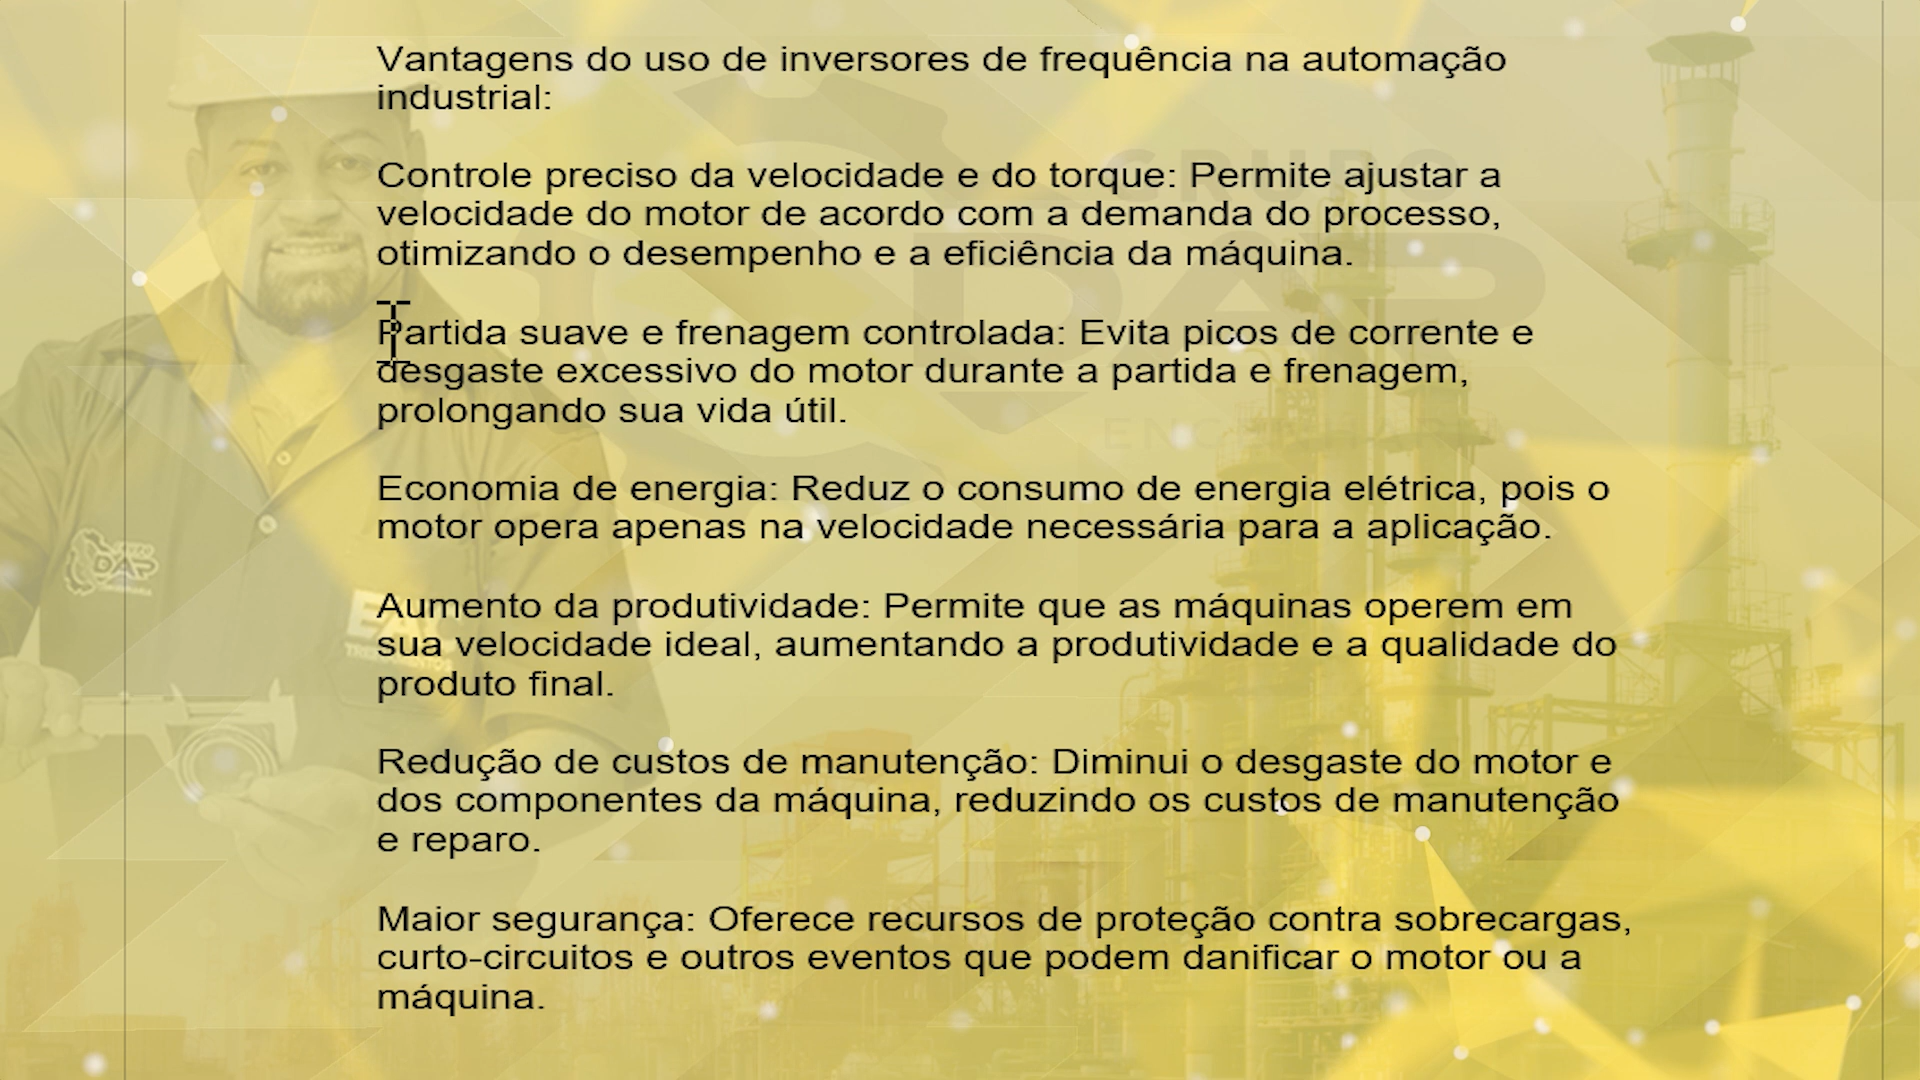 Vantagens do uso de inversores de frequência na automação
industrial:
Controle preciso da velocidade e do torque: Permite ajustar a
velocidade do motor de acordo com a demanda do processo,
otimizando o desempenho e a eficiência da máquina.
Partida suave e frenagem controlada: Evita picos de corrente e
desgaste excessivo do motor durante a partida e frenagem,
prolongando sua vida útil.
Economia de energia: Reduz o consumo de energia elétrica, pois o
motor opera apenas na velocidade necessária para a aplicação.
Aumento da produtividade: Permite que as máquinas operem em
sua velocidade ideal, aumentando a produtividade e a qualidade do
produto final.
Redução de custos de manutenção: Diminui o desgaste do motor e
dos componentes da máquina, reduzindo os custos de manutenção
e reparo.
Maior segurança: Oferece recursos de proteção contra sobrecargas,
curto-circuitos e outros eventos que podem danificar o motor ou a
máquina.
GRUPO
DAP
DAP